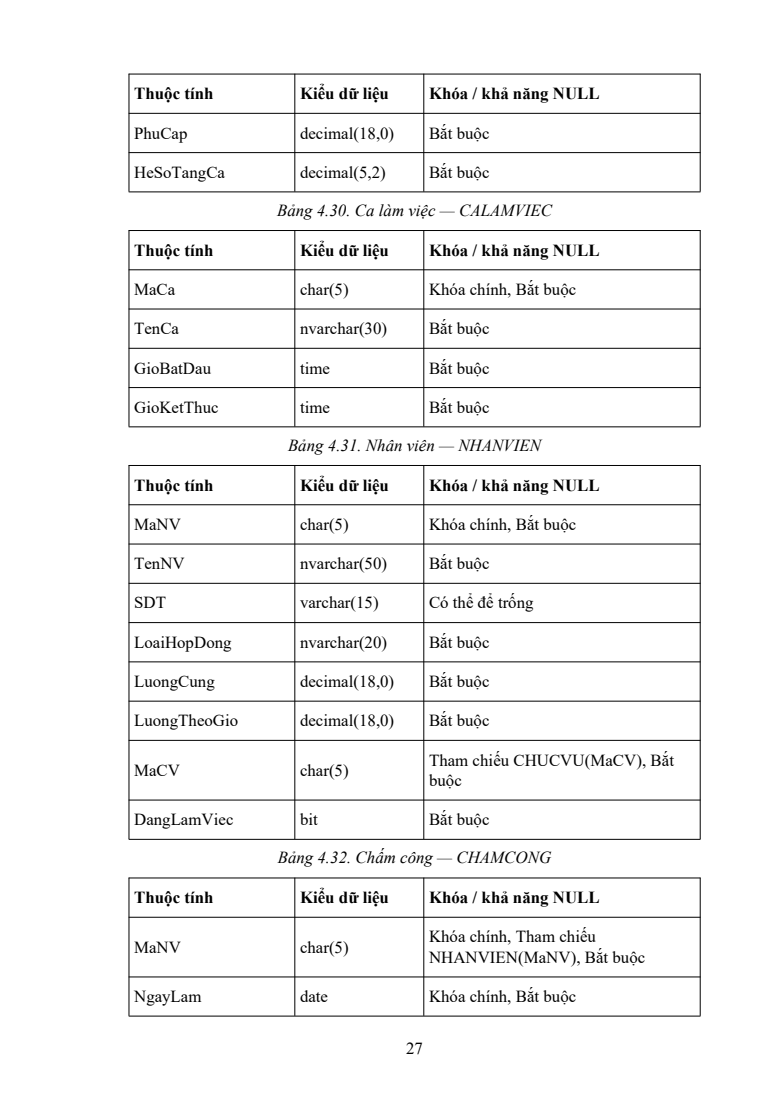 Thuộc tính Kiểu dữ liệu Khóa / khả năng NULL
PhuCap decimal(18,0) Bắt buộc
HeSoTangCa decimal(5,2) Bắt buộc
Bảng 4.30. Ca làm việc — CALAMVIEC
Thuộc tính Kiểu dữ liệu Khóa / khả năng NULL
MaCa char(5) Khóa chính, Bắt buộc
TenCa nvarchar(30) Bắt buộc
GioBatDau time Bắt buộc
GioKetThuc time Bắt buộc
Bảng 4.31. Nhân viên — NHANVIEN
Thuộc tính Kiểu dữ liệu Khóa / khả năng NULL
MaNV char(5) Khóa chính, Bắt buộc
TenNV nvarchar(50) Bắt buộc
SDT varchar(15) Có thể để trống
LoaiHopDong nvarchar(20) Bắt buộc
LuongCung decimal(18,0) Bắt buộc
LuongTheoGio decimal(18,0) Bắt buộc
MaCV char(5) Tham chiếu CHUCVU(MaCV), Bắt
buộc
DangLamViec bit Bắt buộc
Bảng 4.32. Chấm công — CHAMCONG
Thuộc tính Kiểu dữ liệu Khóa / khả năng NULL
MaNV char(5) Khóa chính, Tham chiếu
NHANVIEN(MaNV), Bắt buộc
NgayLam date Khóa chính, Bắt buộc
27